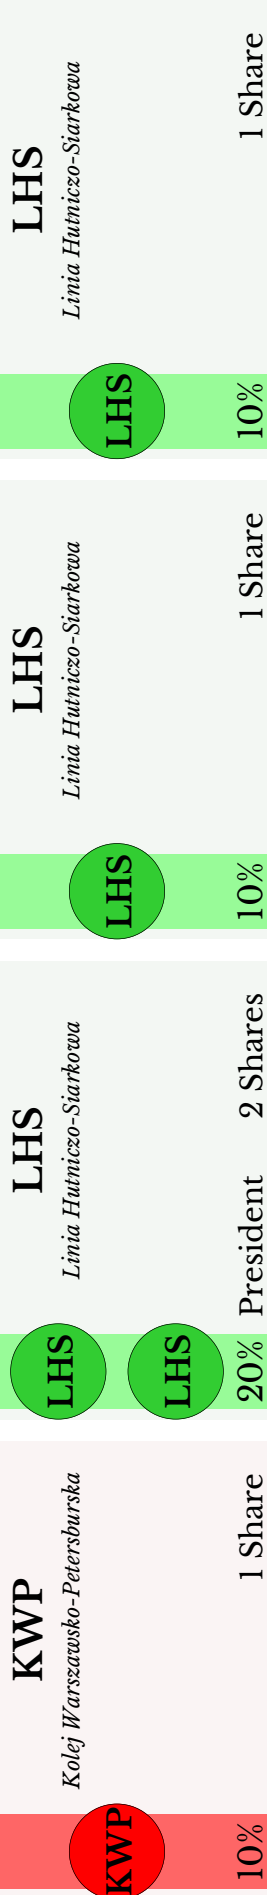 LHS
Linia Hutniczo-Siarkowa
LHS
10%
1 Share
LHS
Linia Hutniczo-Siarkowa
LHS
10%
1 Share
LHS
Linia Hutniczo-Siarkowa
LHS
LHS
20% President 2 Shares
KWP
Kolej Warszawsko-Petersburska
KWP
10%
1 Share